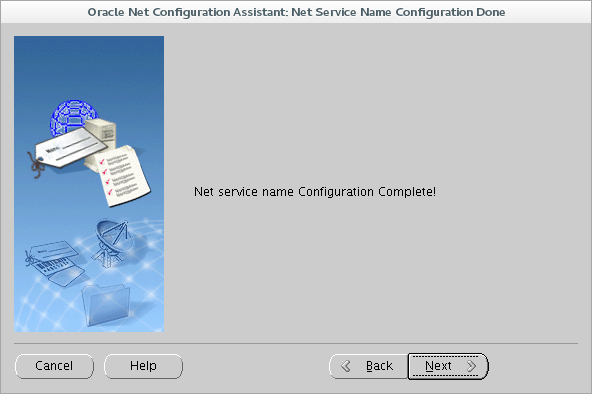 Oracle Net Configuration Assistant: Net Service Name Configuration Done
Net service name Configuration Complete!
Cancel
Help
Back
Next